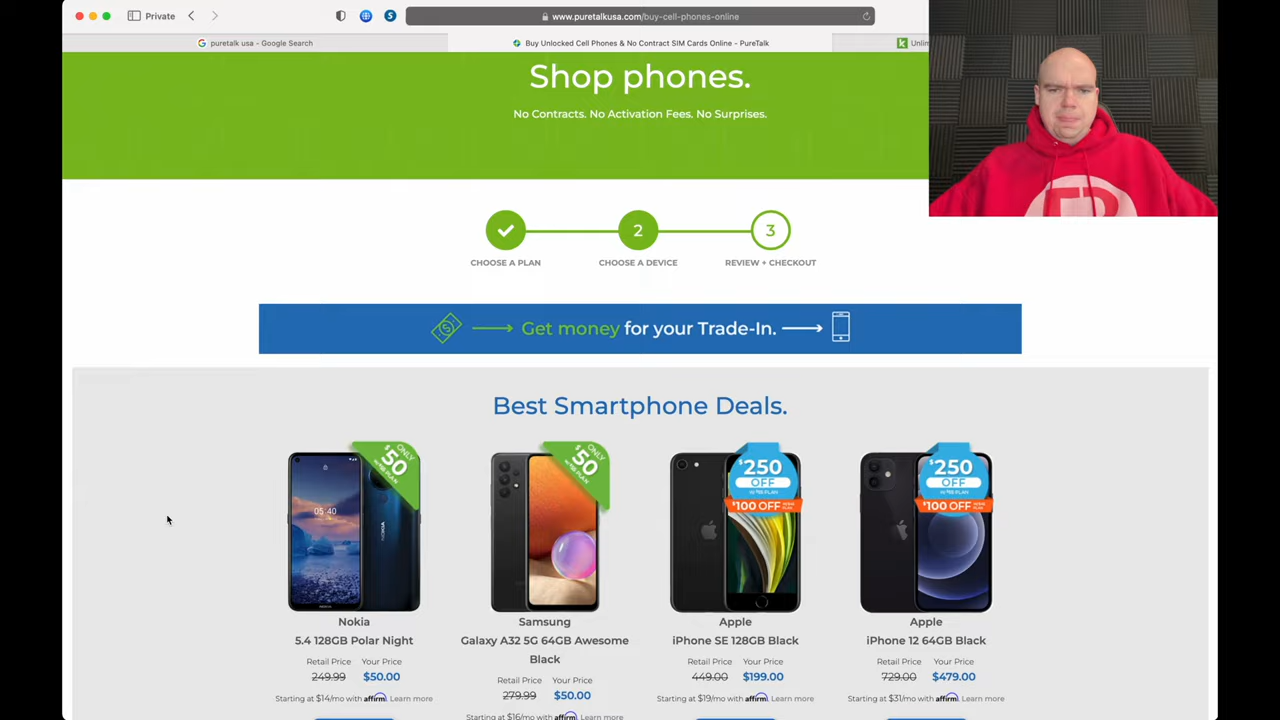 Private
www.puretalkusa.com/buy-cell-phones-online
puretalk usa - Google Search
Buy Unlocked Cell Phones & No Contract SIM Cards Online - PureTalk
Unlim
Shop phones.
No Contracts. No Activation Fees. No Surprises.
2
3
CHOOSE A PLAN
CHOOSE A DEVICE
REVIEW + CHECKOUT
Get money for your Trade-In.
Best Smartphone Deals.
ONLY $50
ONLY $50
$250 OFF
$100 OFF
$250 OFF
$100 OFF
05:40
NOKIA
Nokia
5.4 128GB Polar Night
Retail Price Your Price
249.99 $50.00
Starting at $14/mo with affirm. Learn more
Samsung
Galaxy A32 5G 64GB Awesome
Black
Retail Price Your Price
279.99 $50.00
Starting at $16/mo with affirm. Learn more
Apple
iPhone SE 128GB Black
Retail Price Your Price
449.00 $199.00
Starting at $19/mo with affirm. Learn more
Apple
iPhone 12 64GB Black
Retail Price Your Price
729.00 $479.00
Starting at $31/mo with affirm. Learn more